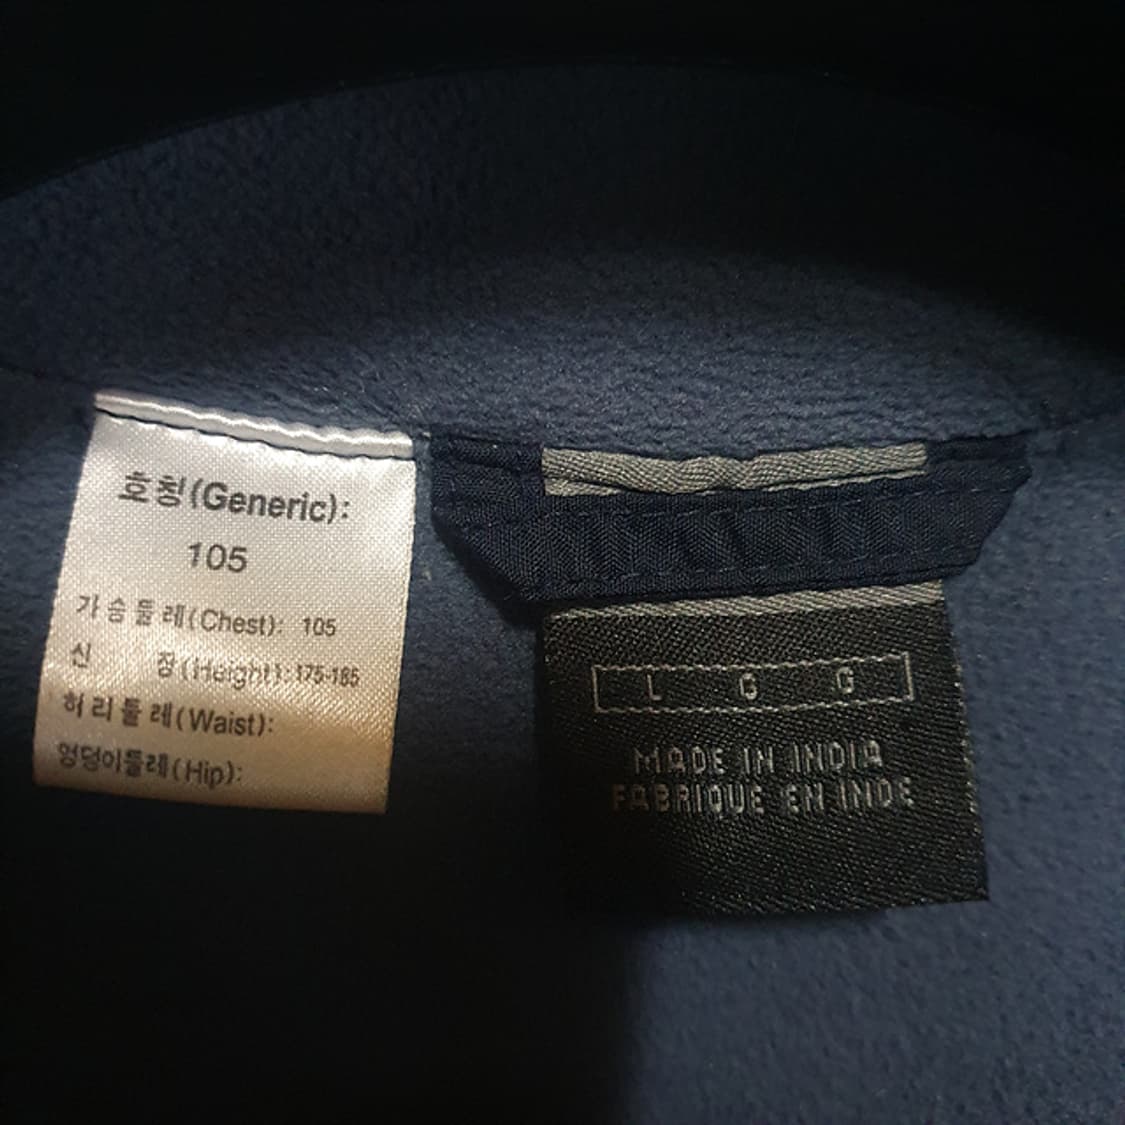 호칭(Generic):
105
가슴둘레(Chest): 105
신 장(Height):175-185
허리둘레(Waist):
엉덩이둘레(Hip):
L G G
MADE IN INDIA
FABRIQUE EN INDE